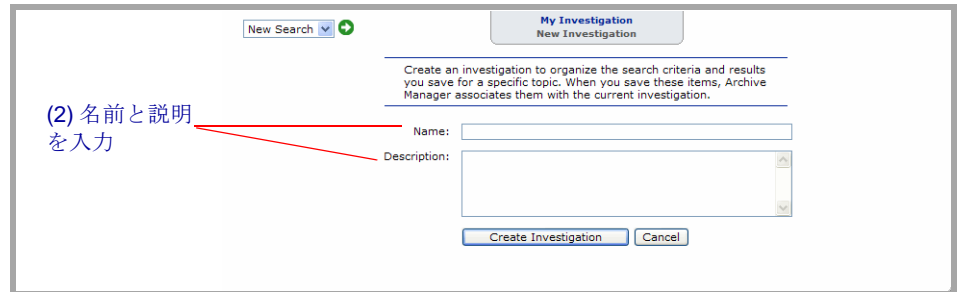 New Search
My Investigation
New Investigation
Create an investigation to organize the search criteria and results
you save for a specific topic. When you save these items, Archive
Manager associates them with the current investigation.
(2) 名前と説明
を入力
Name:
Description:
Create Investigation
Cancel